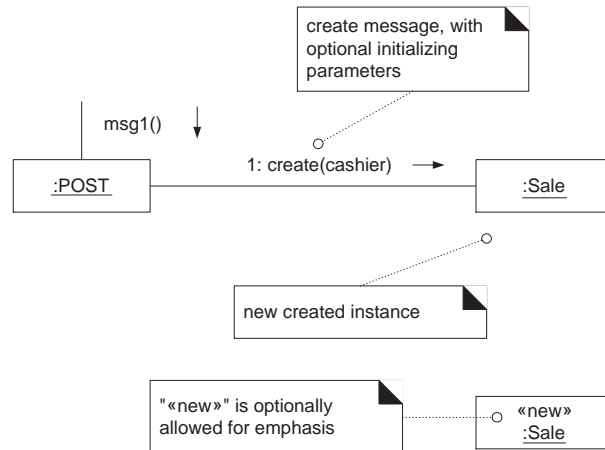 create message, with
optional initializing
parameters
msg1()
1: create(cashier)
:POST
:Sale
new created instance
"«new»" is optionally
allowed for emphasis
«new»
:Sale